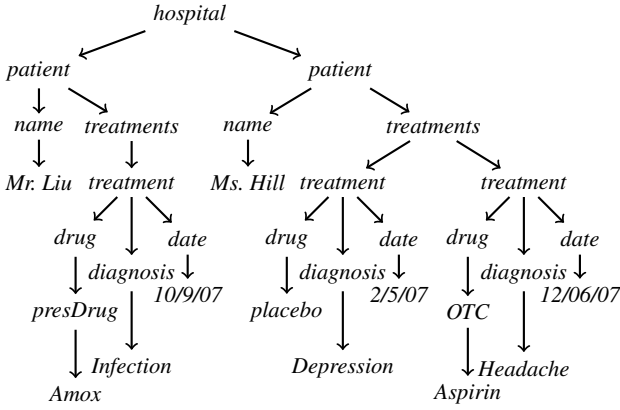 hospital
patient patient
name treatments name treatments
Mr. Liu treatment Ms. Hill treatment treatment
drug date drug date drug date
diagnosis diagnosis diagnosis
10/9/07 2/5/07 12/06/07
presDrug placebo OTC
Infection Depression Headache
Amox Aspirin